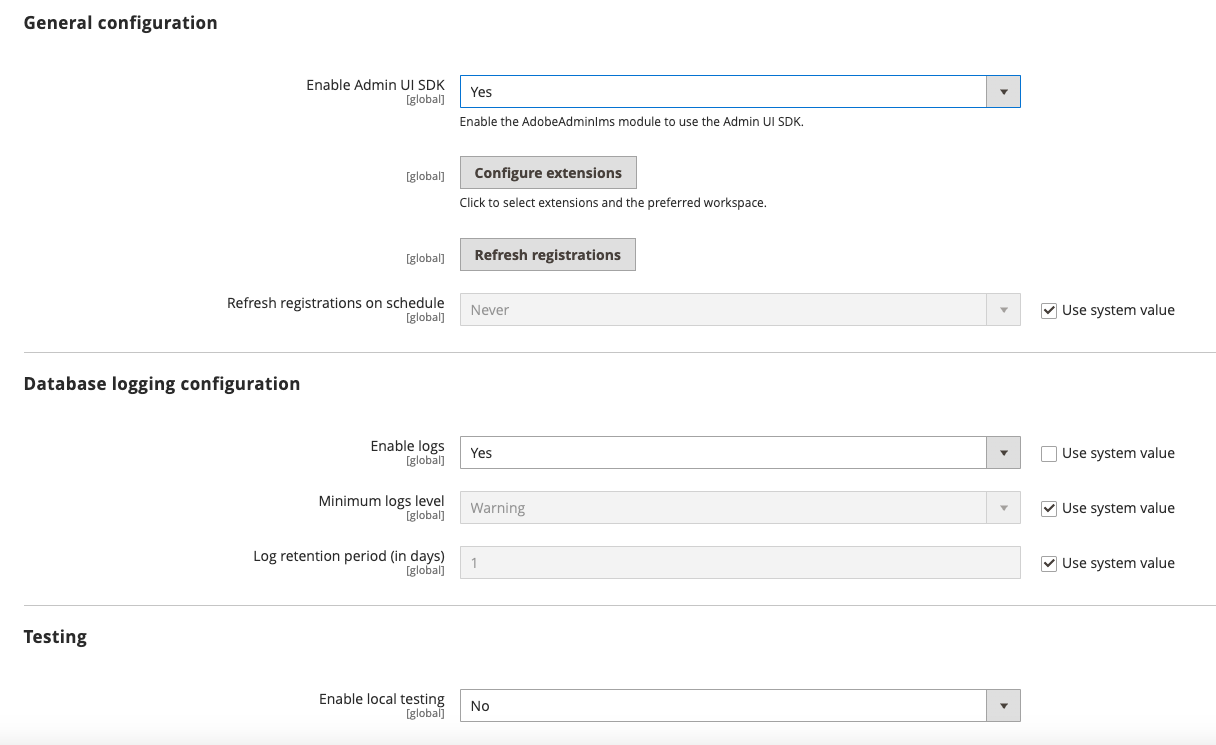 General configuration
Enable Admin UI SDK
[global]
Yes
Enable the AdobeAdminIms module to use the Admin UI SDK.
[global]
Configure extensions
Click to select extensions and the preferred workspace.
[global]
Refresh registrations
Refresh registrations on schedule
[global]
Never
Use system value
Database logging configuration
Enable logs
[global]
Yes
Use system value
Minimum logs level
[global]
Warning
Use system value
Log retention period (in days)
[global]
1
Use system value
Testing
Enable local testing
[global]
No